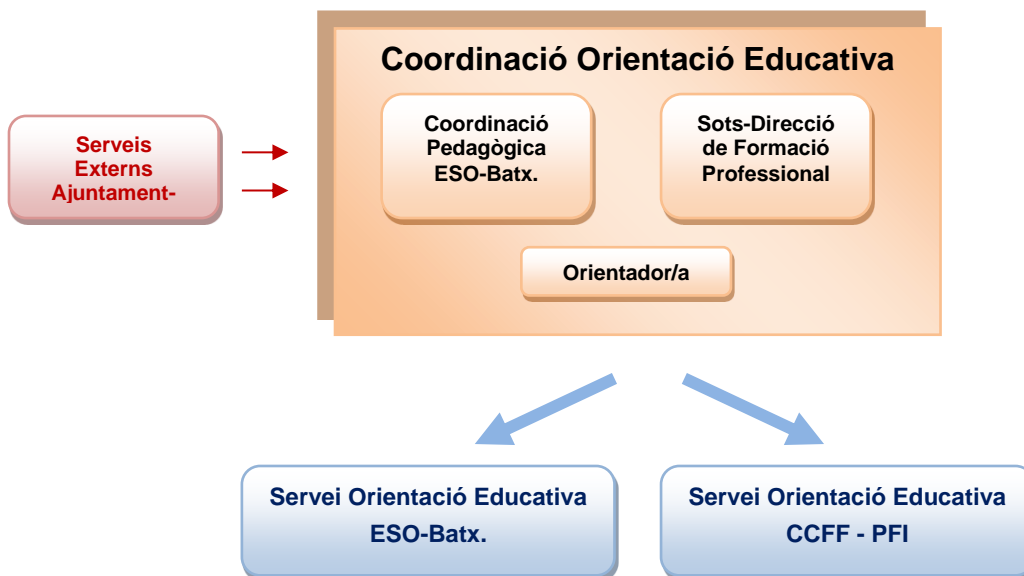 Coordinació Orientació Educativa
Coordinació
Pedagògica
ESO-Batx.
Sots-Direcció
de Formació
Professional
Serveis
Externs
Ajuntament-
Orientador/a
Servei Orientació Educativa
ESO-Batx.
Servei Orientació Educativa
CCFF - PFI